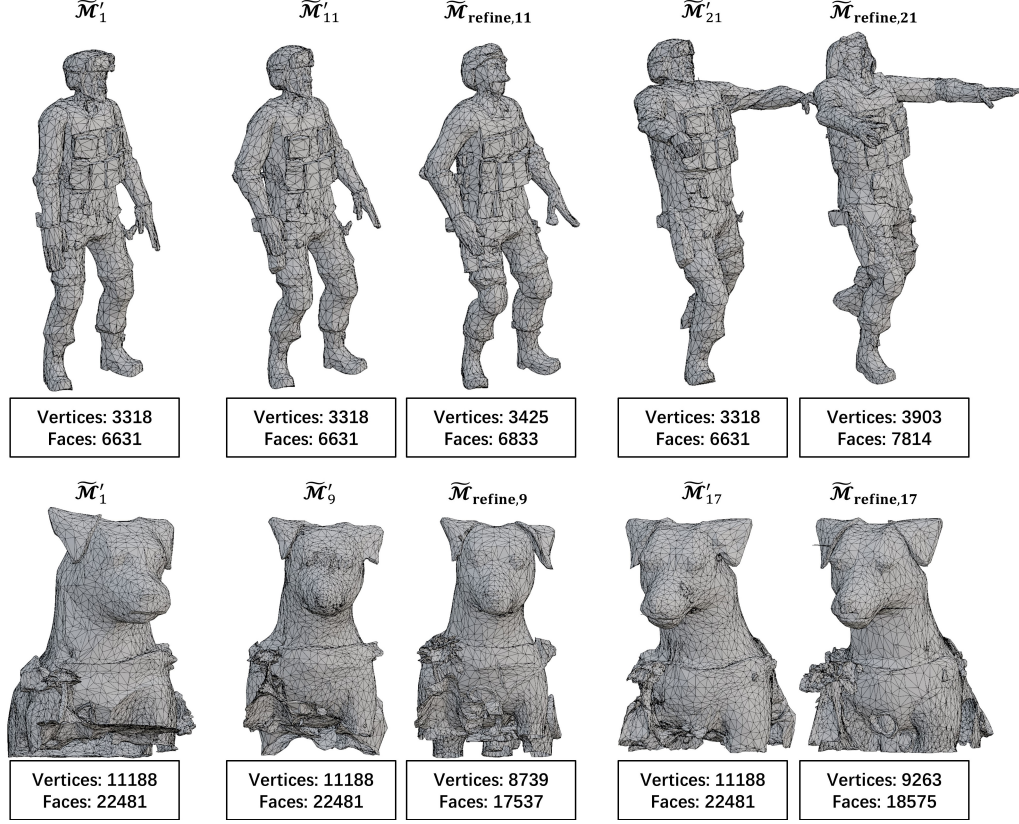 ℳ̃′₁ ℳ̃′₁₁ ℳ̃refine,11 ℳ̃′₂₁ ℳ̃refine,21
Vertices: 3318 Vertices: 3318 Vertices: 3425 Vertices: 3318 Vertices: 3903
Faces: 6631 Faces: 6631 Faces: 6833 Faces: 6631 Faces: 7814
ℳ̃′₁ ℳ̃′₉ ℳ̃refine,9 ℳ̃′₁₇ ℳ̃refine,17
Vertices: 11188 Vertices: 11188 Vertices: 8739 Vertices: 11188 Vertices: 9263
Faces: 22481 Faces: 22481 Faces: 17537 Faces: 22481 Faces: 18575